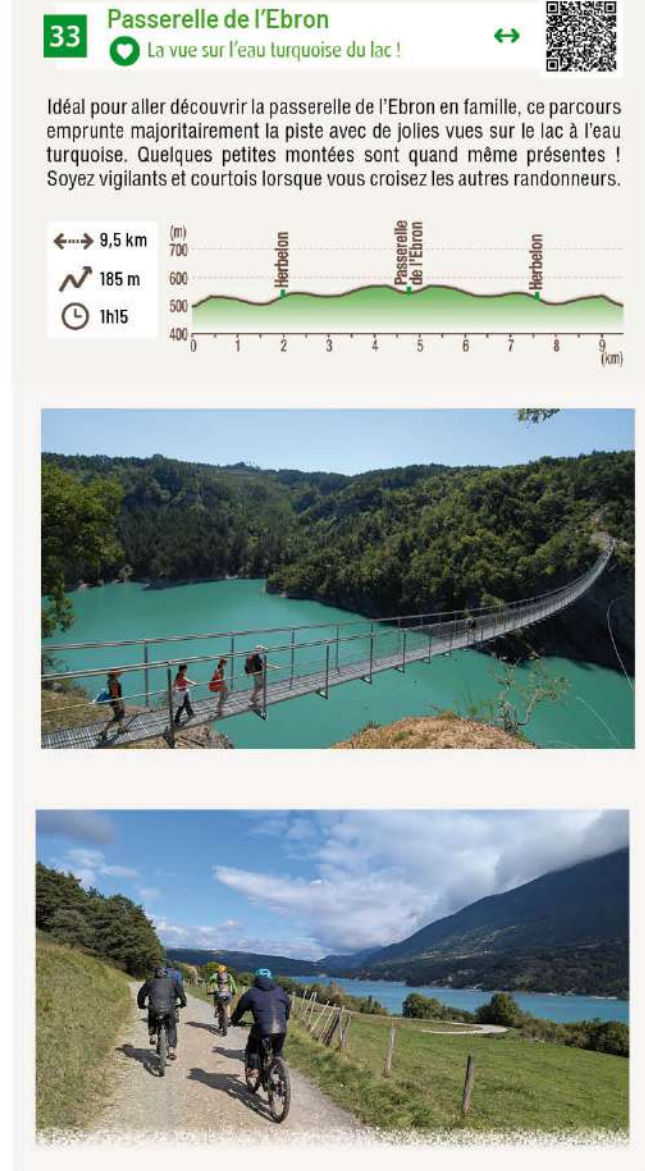 33
Passerelle de l'Ebron
La vue sur l'eau turquoise du lac !
Idéal pour aller découvrir la passerelle de l'Ebron en famille, ce parcours
emprunte majoritairement la piste avec de jolies vues sur le lac à l'eau
turquoise. Quelques petites montées sont quand même présentes !
Soyez vigilants et courtois lorsque vous croisez les autres randonneurs.
9,5 km
185 m
1h15
(m)
700
600
500
400
Herbelon
Passerelle
de l'Ebron
Herbelon
0 1 2 3 4 5 6 7 8 9
(km)